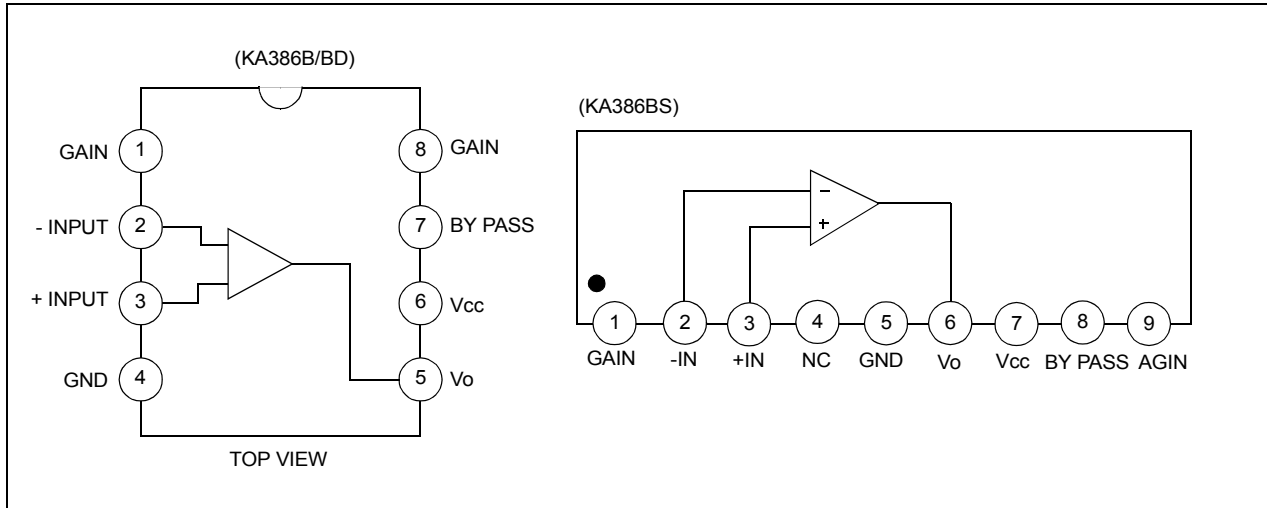 (KA386B/BD)
GAIN 1 8 GAIN
- INPUT 2 7 BY PASS
+ INPUT 3 6 Vcc
GND 4 5 Vo
TOP VIEW
(KA386BS)
- 
+
1 2 3 4 5 6 7 8 9
GAIN -IN +IN NC GND Vo Vcc BY PASS AGIN